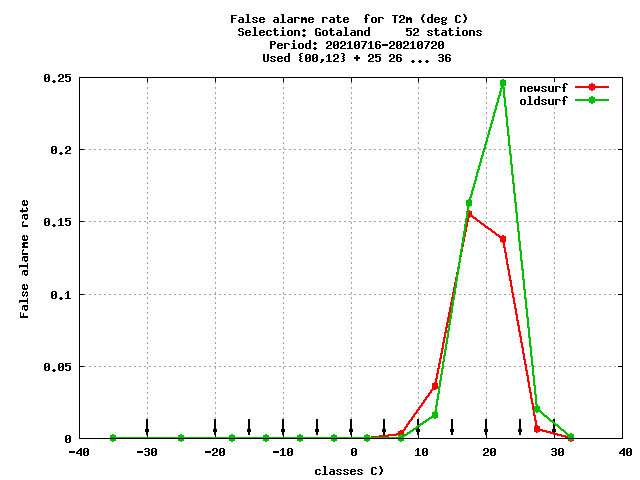 False alarme rate  for T2m (deg C)
Selection: Gotaland     52 stations
Period: 20210716-20210720
Used {00,12} + 25 26 ... 36
newsurf
oldsurf
0.25
0.2
0.15
0.1
0.05
0
False alarme rate
-40 -30 -20 -10 0 10 20 30 40
classes C)